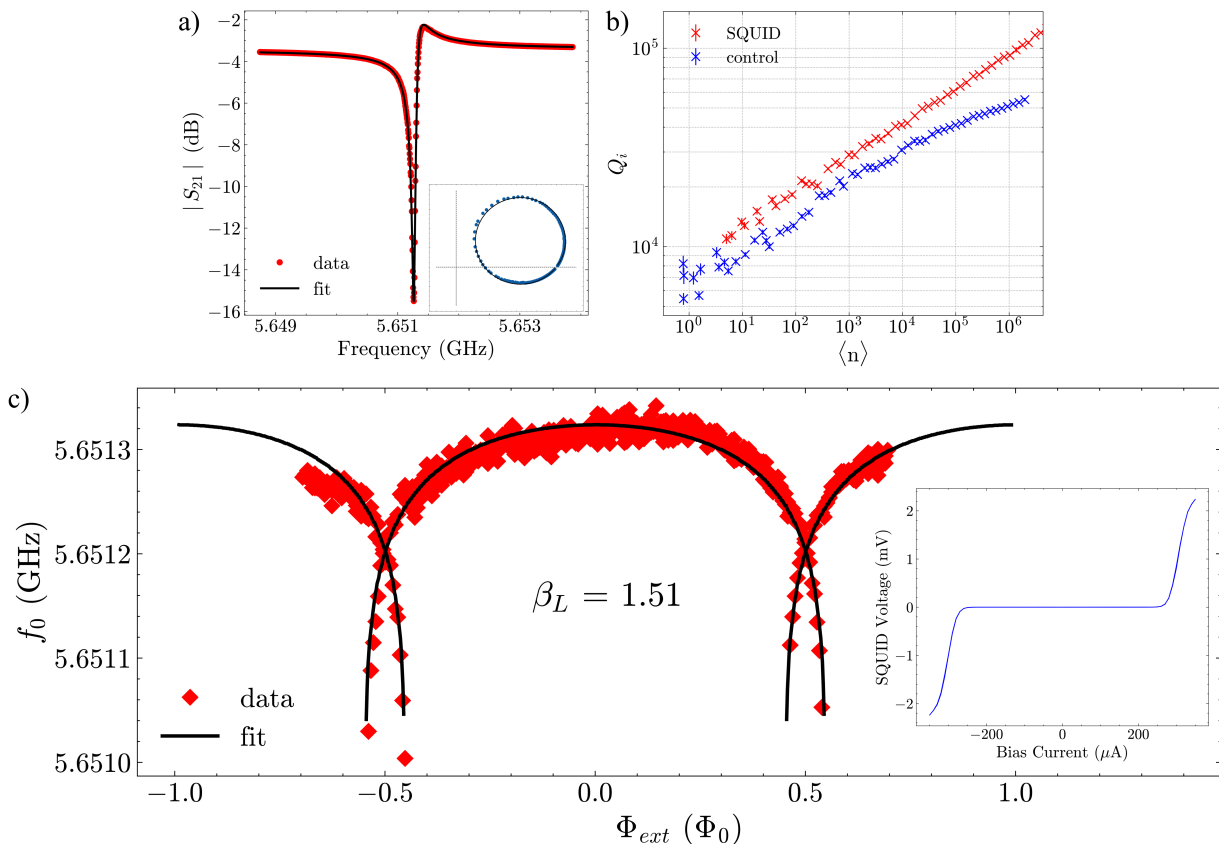 a)
−2
−4
−6
−8
−10
−12
−14
−16
| S21 | (dB)
data
fit
5.649
5.651
5.653
Frequency (GHz)
b)
SQUID
control
10^5
10^4
Q_i
10^0
10^1
10^2
10^3
10^4
10^5
10^6
⟨n⟩
c)
5.6513
5.6512
5.6511
5.6510
f_0 (GHz)
β_L = 1.51
data
fit
−1.0
−0.5
0.0
0.5
1.0
Φ_ext (Φ_0)
2
1
0
−1
−2
SQUID Voltage (mV)
−200
0
200
Bias Current (μA)